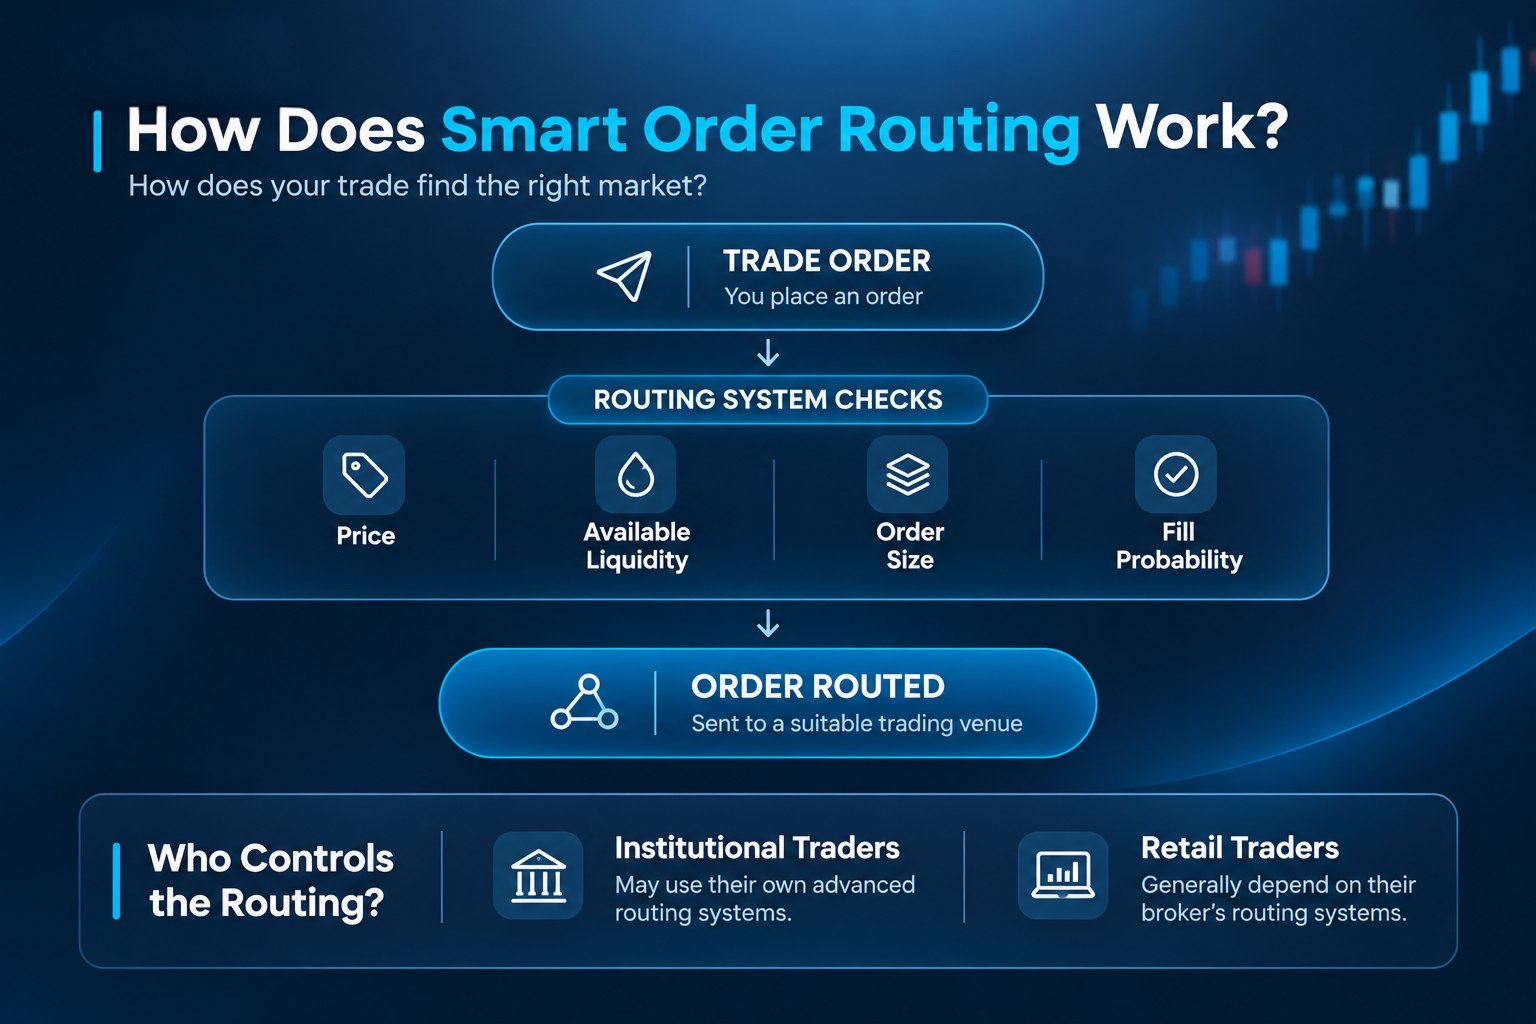 How Does Smart Order Routing Work?
How does your trade find the right market?
TRADE ORDER
You place an order
ROUTING SYSTEM CHECKS
Price
Available
Liquidity
Order
Size
Fill
Probability
ORDER ROUTED
Sent to a suitable trading venue
Who Controls
the Routing?
Institutional Traders
May use their own advanced
routing systems.
Retail Traders
Generally depend on their
broker’s routing systems.